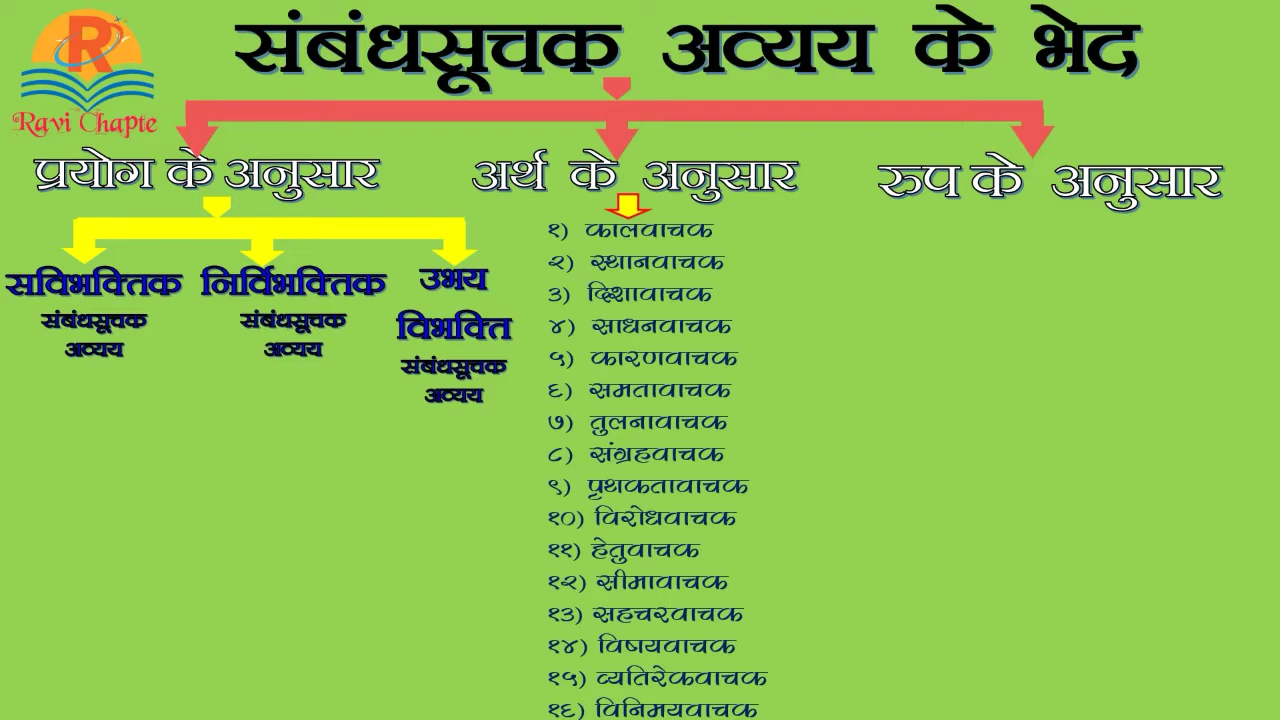 Ravi Chapte
संबंधसूचक अव्यय के भेद
प्रयोग के अनुसार
अर्थ के अनुसार
रुप के अनुसार
सविभक्तिक
संबंधसूचक
अव्यय
निर्विभक्तिक
संबंधसूचक
अव्यय
उभय
विभक्ति
संबंधसूचक
अव्यय
१) कालवाचक
२) स्थानवाचक
३) दिशावाचक
४) साधनवाचक
५) कारणवाचक
६) समतावाचक
७) तुलनावाचक
८) संग्रहवाचक
९) पृथकतावाचक
१०) विरोधवाचक
११) हेतुवाचक
१२) सीमावाचक
१३) सहचरवाचक
१४) विषयवाचक
१५) व्यतिरेकवाचक
१६) विनिमयवाचक